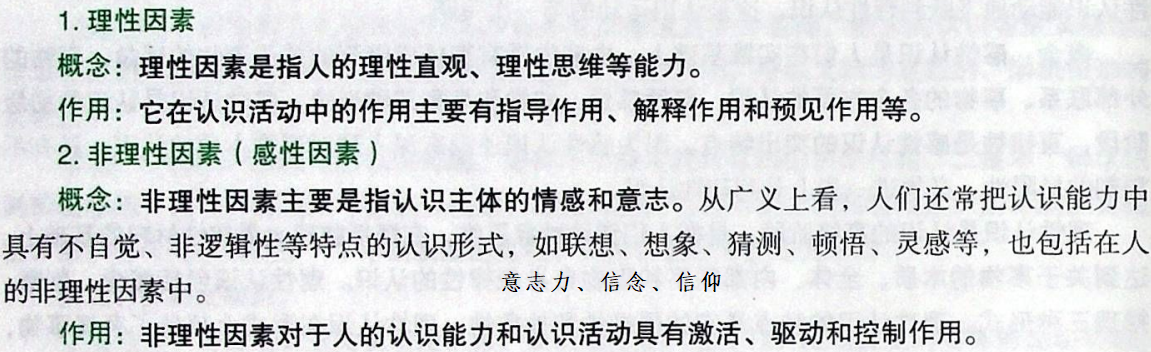 1. 理性因素
概念：理性因素是指人的理性直观、理性思维等能力。
作用：它在认识活动中的作用主要有指导作用、解释作用和预见作用等。
2. 非理性因素（感性因素）
概念：非理性因素主要是指认识主体的情感和意志。从广义上看，人们还常把认识能力中
具有不自觉、非逻辑性等特点的认识形式，如联想、想象、猜测、顿悟、灵感等，也包括在人
的非理性因素中。
意志力、信念、信仰
作用：非理性因素对于人的认识能力和认识活动具有激活、驱动和控制作用。